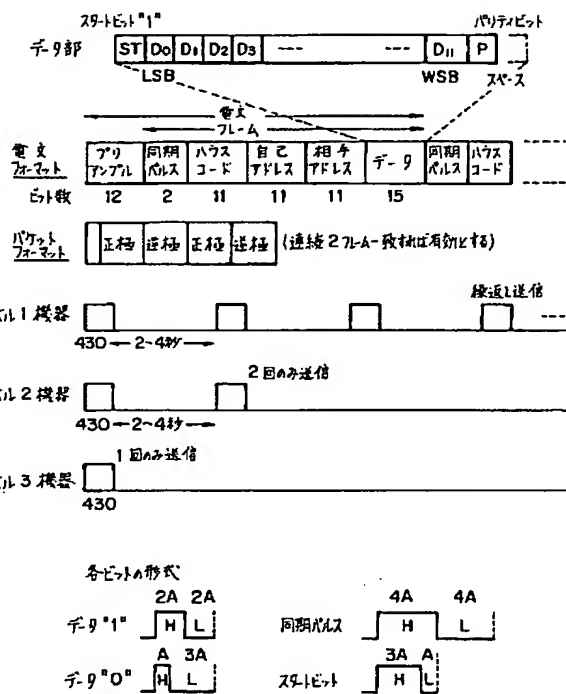 スタートビット"1"
パリティビット
データ部
ST D0 D1 D2 D3 ---- ---- D11 P
LSB
WSB
スペース
電文
フレーム
電文フォーマット
プリアンブル 同期パルス ハウスコード 自己アドレス 相手アドレス データ 同期パルス ハウスコード
ビット数 12 2 11 11 11 15
パケットフォーマット
正極 逆極 正極 逆極 (連続2フレーム一致すれば有効とする)
ベル1機器
繰返し送信
430 2~4秒
ベル2機器
2回のみ送信
430 2~4秒
ベル3機器
1回のみ送信
430
各ビットの形式
2A 2A
データ"1" H L
4A 4A
同期パルス H L
A 3A
データ"0" H L
3A A
スタートビット H L